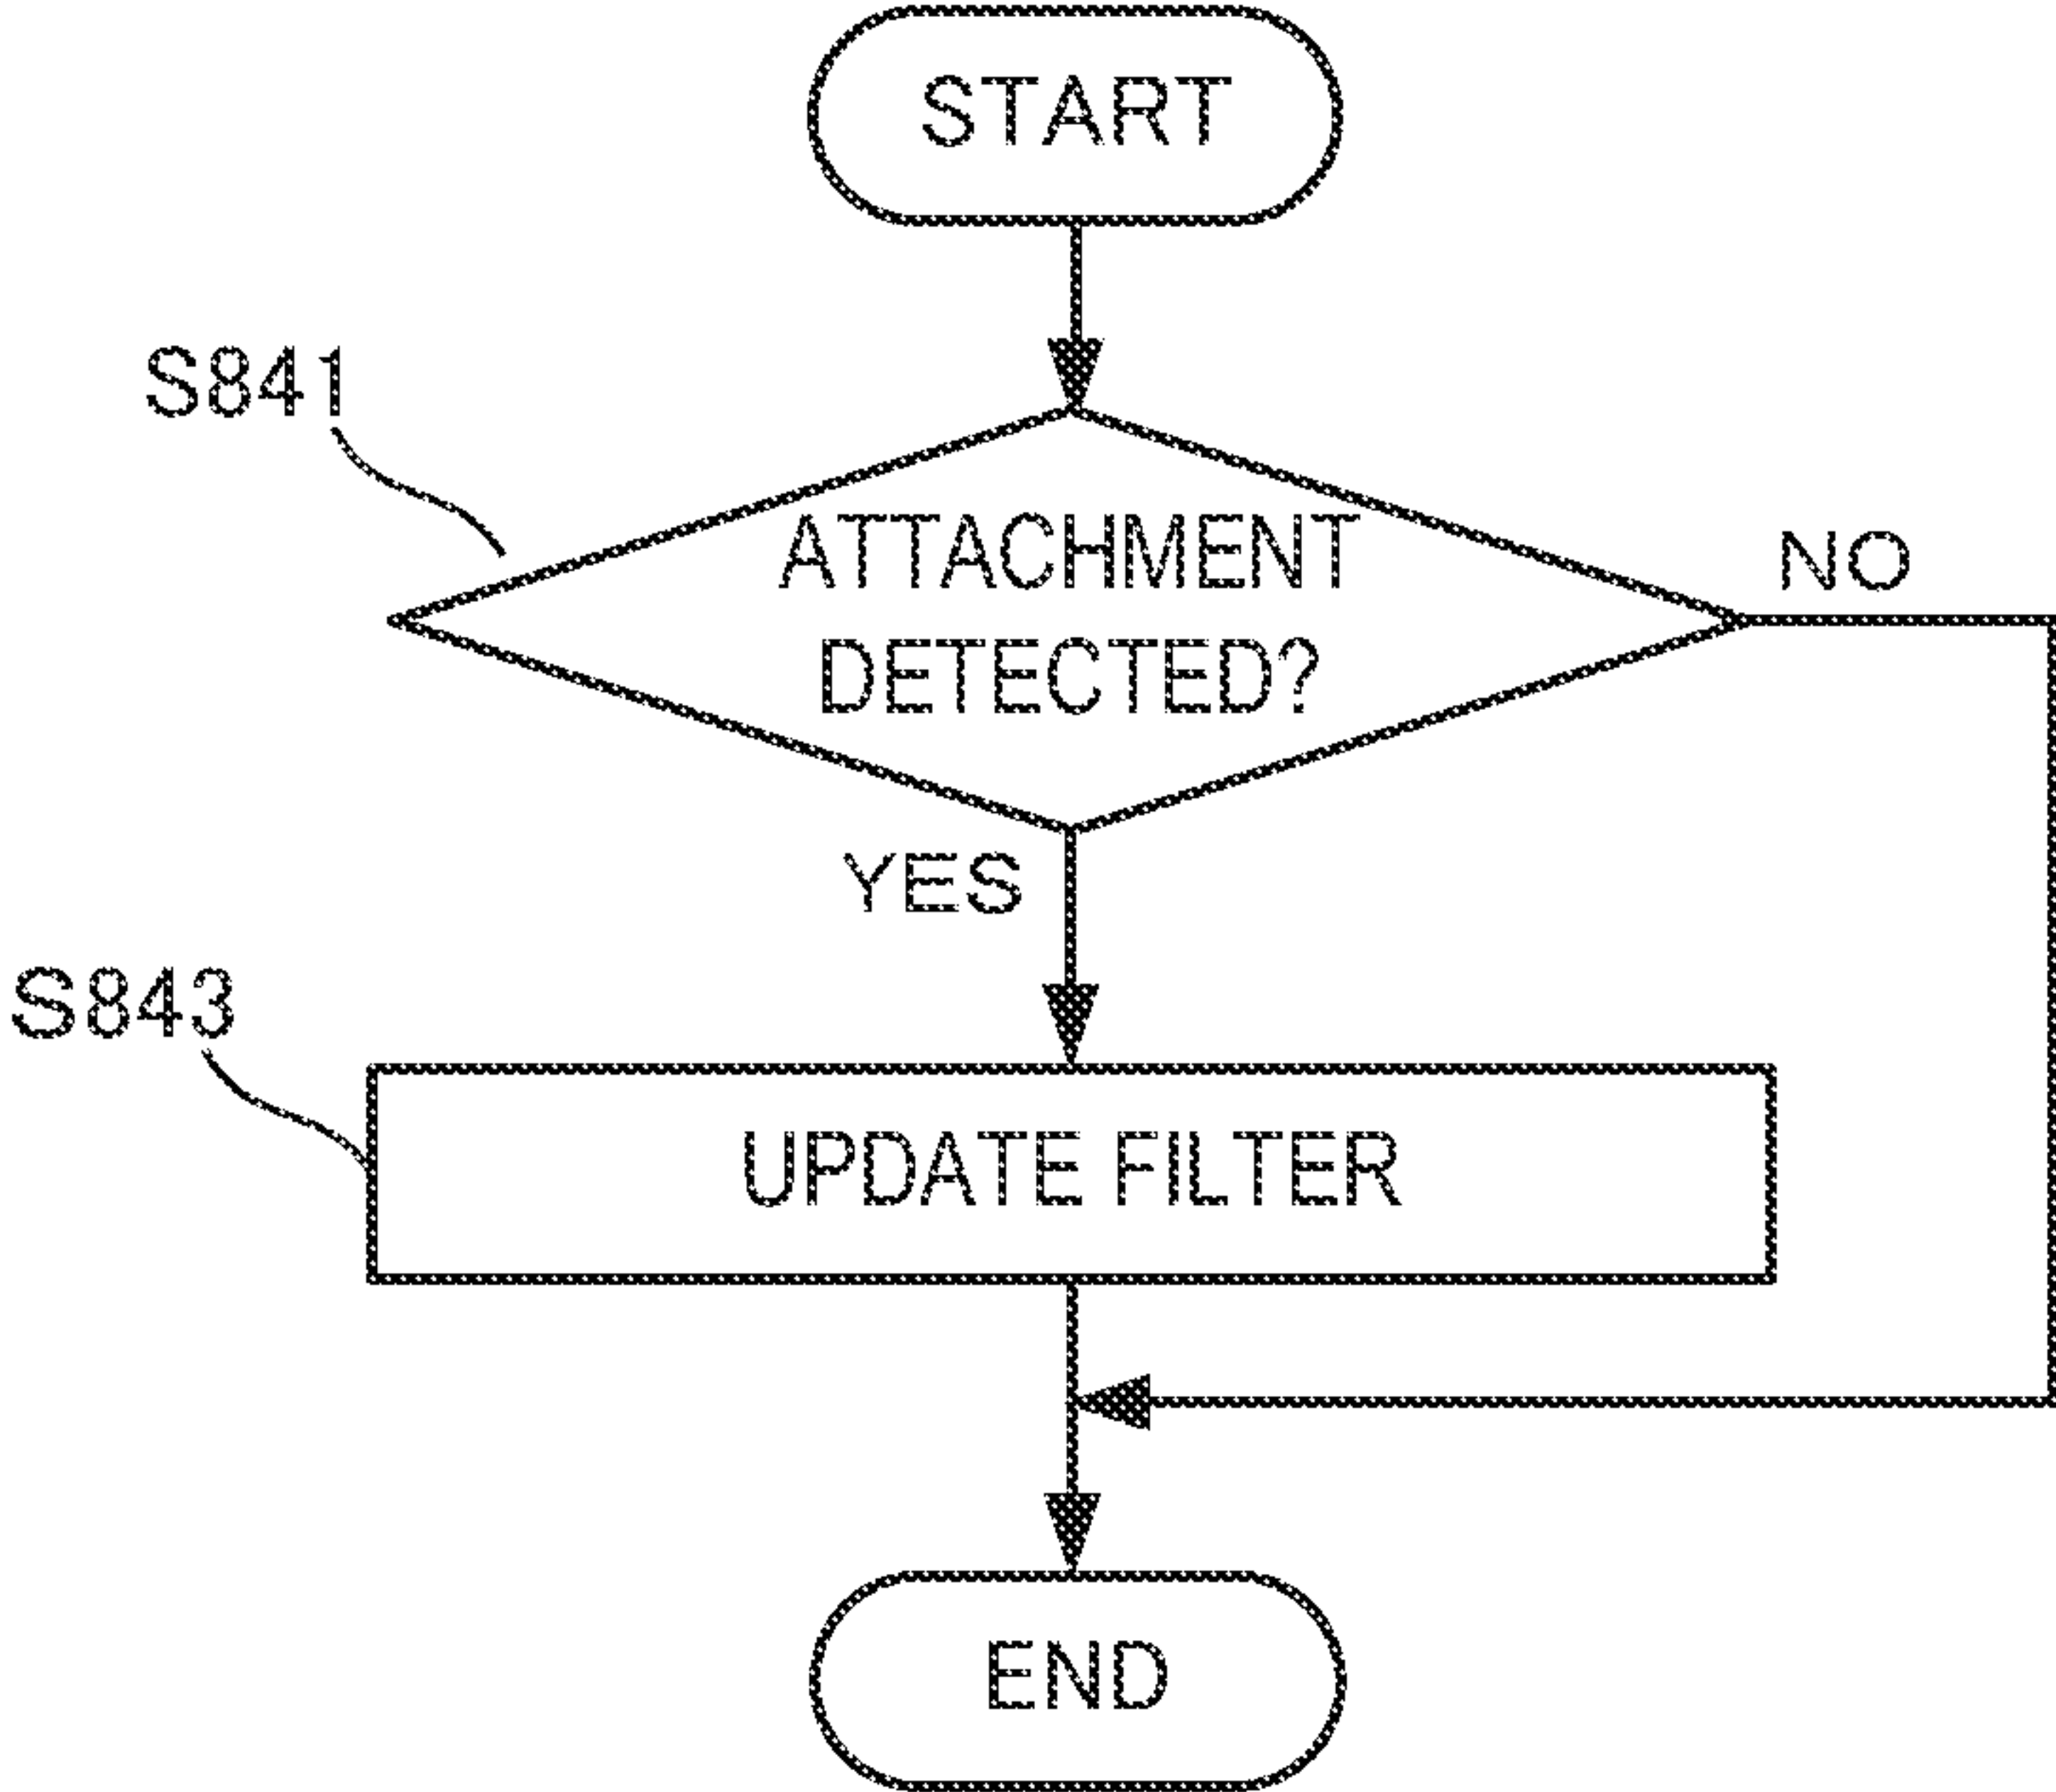 START
S841
ATTACHMENT
DETECTED?
NO
YES
S843
UPDATE FILTER
END